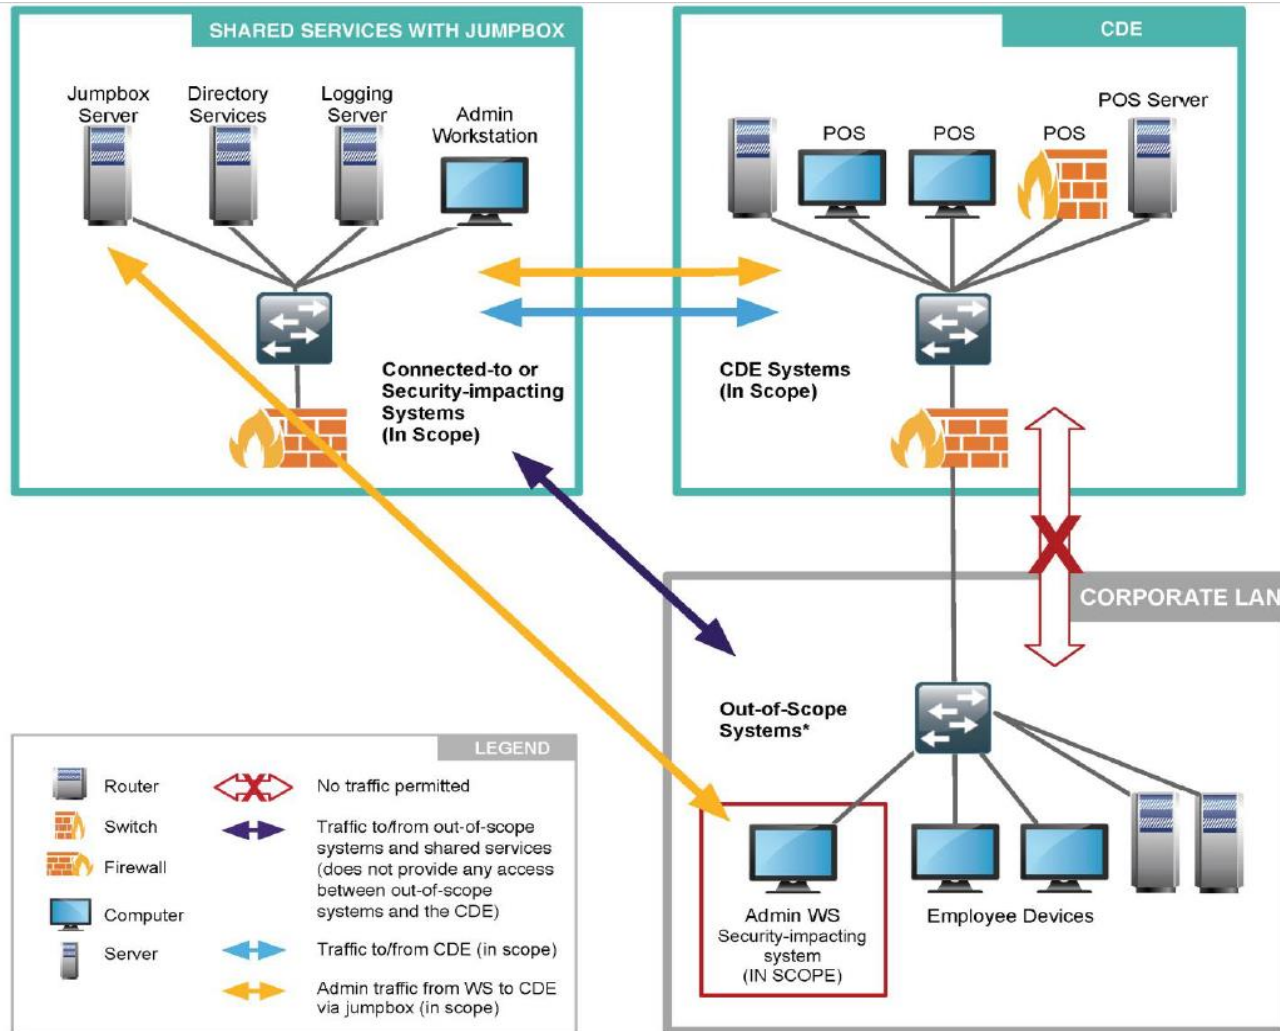 SHARED SERVICES WITH JUMPBOX
CDE
Jumpbox
Server
Directory
Services
Logging
Server
Admin
Workstation
POS
POS
POS
POS Server
Connected-to or
Security-impacting
Systems
(In Scope)
CDE Systems
(In Scope)
X
CORPORATE LAN
Out-of-Scope
Systems*
Admin WS
Security-impacting
system
(IN SCOPE)
Employee Devices
LEGEND
Router
Switch
Firewall
Computer
Server
X
No traffic permitted
Traffic to/from out-of-scope
systems and shared services
(does not provide any access
between out-of-scope
systems and the CDE)
Traffic to/from CDE (in scope)
Admin traffic from WS to CDE
via jumpbox (in scope)